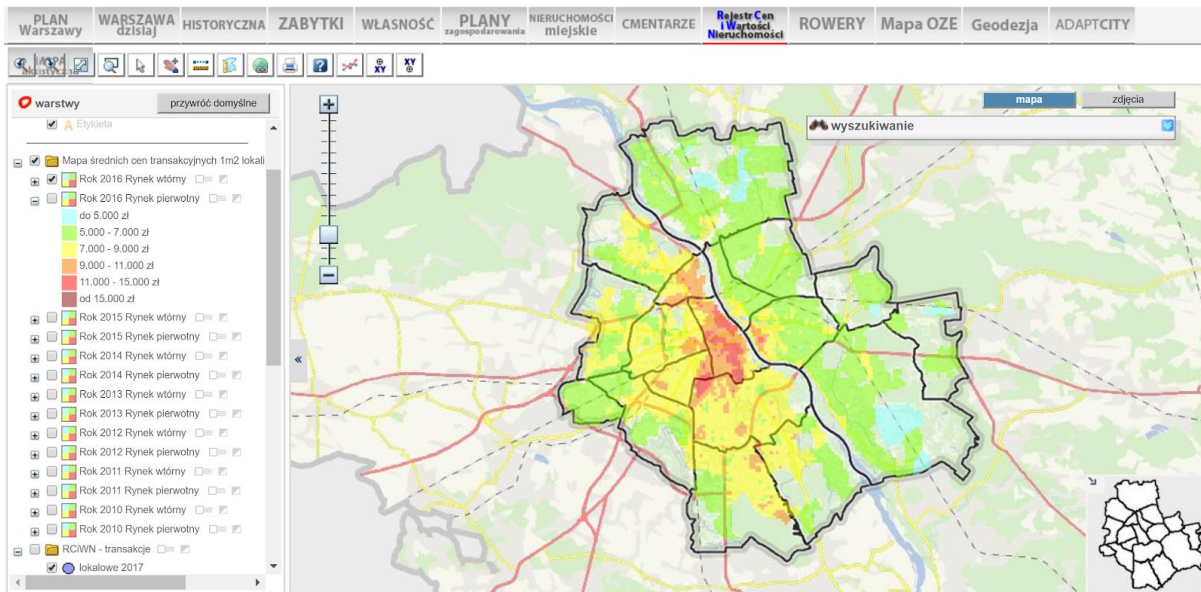 PLAN Warszawy
WARSZAWA dzisiaj
HISTORYCZNA
ZABYTKI
WŁASNOŚĆ
PLANY zagospodarowania
NIERUCHOMOŚCI miejskie
CMENTARZE
Rejestr Cen i Wartości Nieruchomości
ROWERY
Mapa OZE
Geodezja
ADAPTCITY
MAPA akustyczna
XY
XY
warstwy
przywróć domyślne
mapa
zdjęcia
wyszukiwanie
Etykieta
Mapa średnich cen transakcyjnych 1m2 lokali
Rok 2016 Rynek wtórny
Rok 2016 Rynek pierwotny
do 5.000 zł
5.000 - 7.000 zł
7.000 - 9.000 zł
9.000 - 11.000 zł
11.000 - 15.000 zł
od 15.000 zł
Rok 2015 Rynek wtórny
Rok 2015 Rynek pierwotny
Rok 2014 Rynek wtórny
Rok 2014 Rynek pierwotny
Rok 2013 Rynek wtórny
Rok 2013 Rynek pierwotny
Rok 2012 Rynek wtórny
Rok 2012 Rynek pierwotny
Rok 2011 Rynek wtórny
Rok 2011 Rynek pierwotny
Rok 2010 Rynek wtórny
Rok 2010 Rynek pierwotny
RCiWN - transakcje
lokalowe 2017